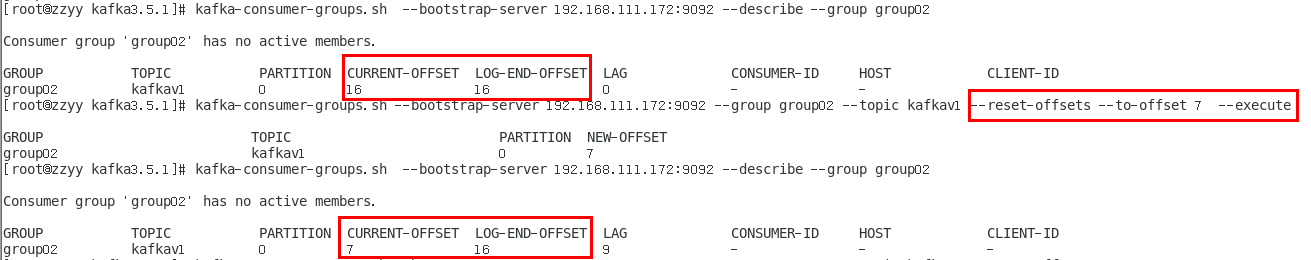 [root@zzyy kafka3.5.1]# kafka-consumer-groups.sh  --bootstrap-server 192.168.111.172:9092 --describe --group group02
Consumer group 'group02' has no active members.
GROUP           TOPIC           PARTITION  CURRENT-OFFSET  LOG-END-OFFSET  LAG             CONSUMER-ID     HOST            CLIENT-ID
group02         kafkav1         0          16              16              0               -               -
[root@zzyy kafka3.5.1]# kafka-consumer-groups.sh --bootstrap-server 192.168.111.172:9092 --group group02 --topic kafkav1 --reset-offsets --to-offset 7  --execute
GROUP                          TOPIC                          PARTITION  NEW-OFFSET
group02                        kafkav1                        0          7
[root@zzyy kafka3.5.1]# kafka-consumer-groups.sh  --bootstrap-server 192.168.111.172:9092 --describe --group group02
Consumer group 'group02' has no active members.
GROUP           TOPIC           PARTITION  CURRENT-OFFSET  LOG-END-OFFSET  LAG             CONSUMER-ID     HOST            CLIENT-ID
group02         kafkav1         0          7               16              9               -               -               -